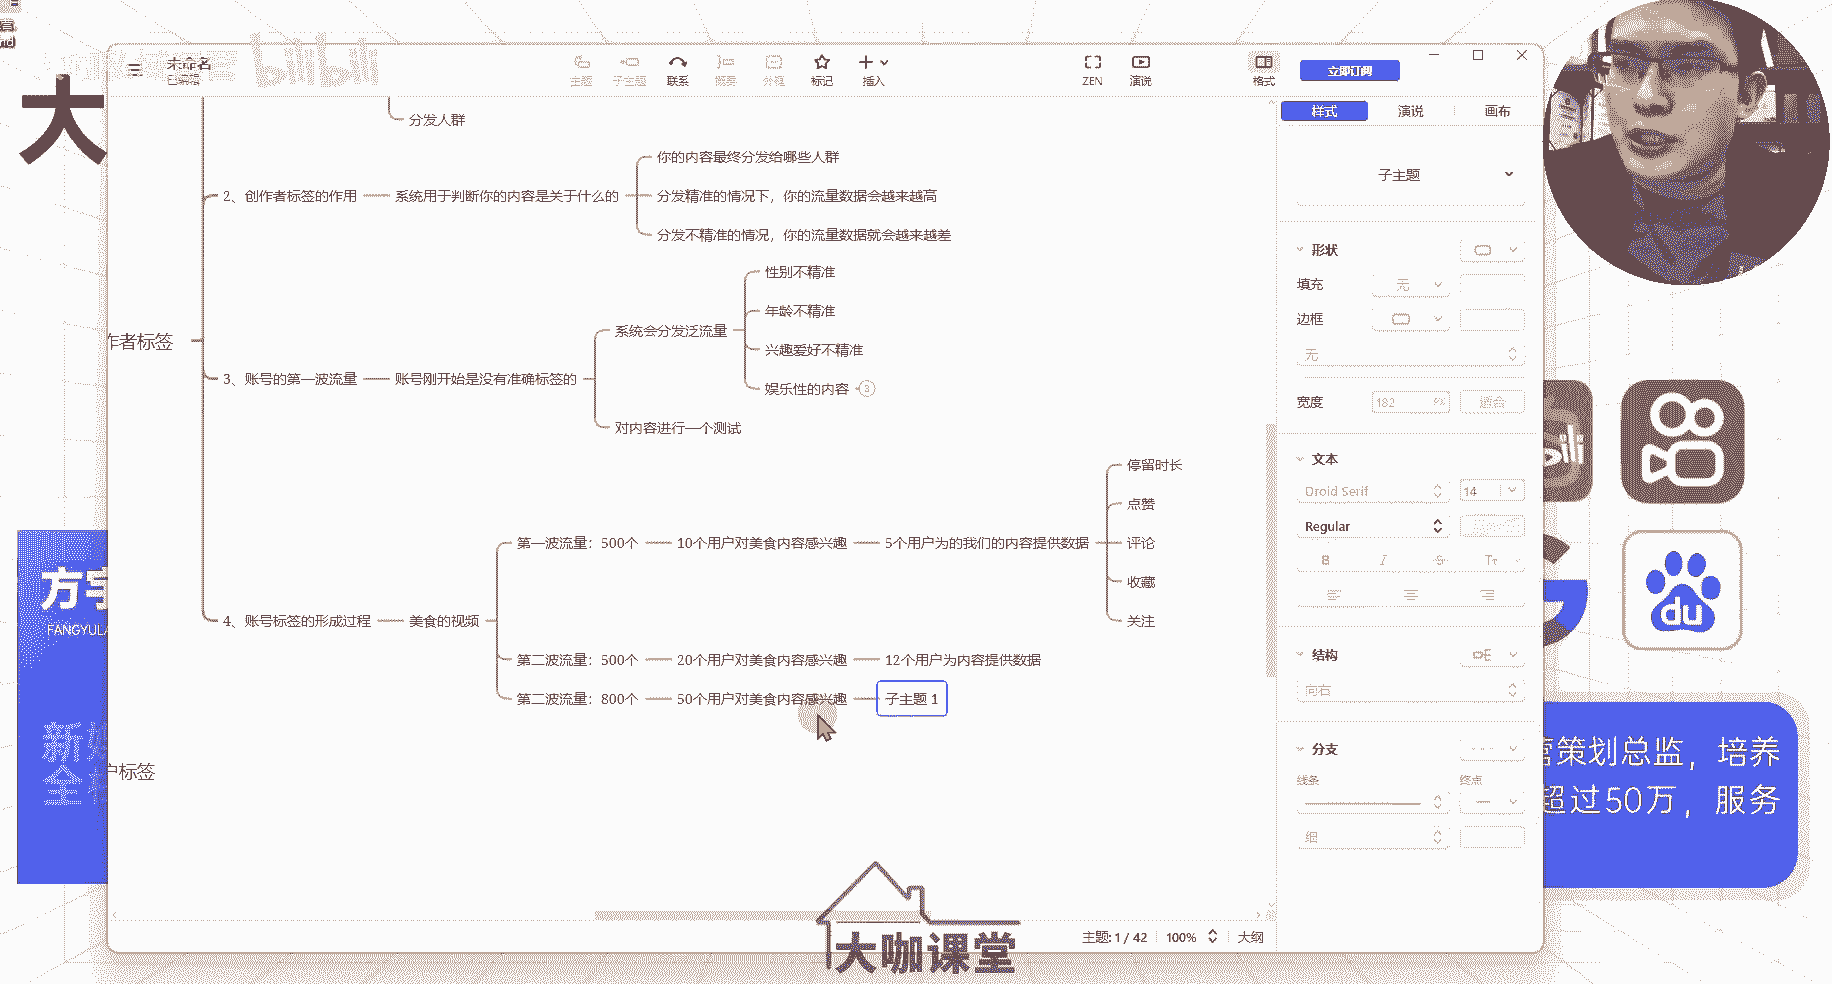 未命名
已编辑
bilibili
主题
子主题
联系
概要
外框
标记
插入
ZEN
演说
格式
立即订阅
大
样式
演说
画布
分发人群
你的内容最终分发给哪些人群
子主题
2、创作者标签的作用
系统用于判断你的内容是关于什么的
分发精准的情况下，你的流量数据会越来越高
分发不精准的情况，你的流量数据就会越来越差
形状
性别不精准
填充
无
年龄不精准
边框
系统会分发泛流量
作者标签
兴趣爱好不精准
无
3、账号的第一波流量
账号刚开始是没有准确标签的
娱乐性的内容
3
宽度
182
适合
对内容进行一个测试
文本
停留时长
Droid Serif
14
点赞
Regular
第一波流量：500个
10个用户对美食内容感兴趣
5个用户为的我们的内容提供数据
评论
B
I
S
Tт
收藏
方宇
FANGYULA
4、账号标签的形成过程
美食的视频
关注
du
第二波流量：500个
20个用户对美食内容感兴趣
12个用户为内容提供数据
结构
向右
第二波流量：800个
50个用户对美食内容感兴趣
子主题 1
新
全
户标签
分支
线条
终点
细
营策划总监，培养
超过50万，服务
大咖课堂
主题: 1 / 42
100%
大纲